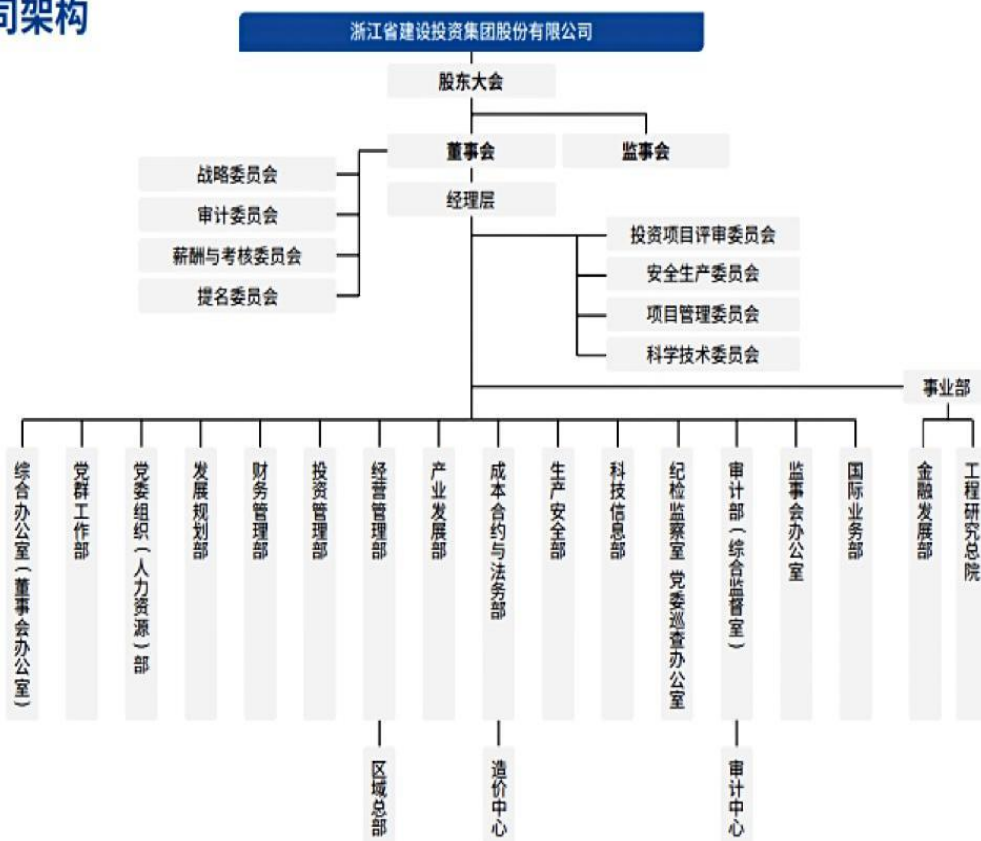 司架构
浙江省建设投资集团股份有限公司
股东大会
董事会
监事会
经理层
战略委员会
审计委员会
薪酬与考核委员会
提名委员会
投资项目评审委员会
安全生产委员会
项目管理委员会
科学技术委员会
事业部
综合办公室（董事会办公室）
党群工作部
党委组织（人力资源）部
发展规划部
财务管理部
投资管理部
经营管理部
产业发展部
成本合约与法务部
生产安全部
科技信息部
纪检监察室 党委巡查办公室
审计部（综合监督室）
监事会办公室
国际业务部
金融发展部
工程研究总院
区域总部
造价中心
审计中心